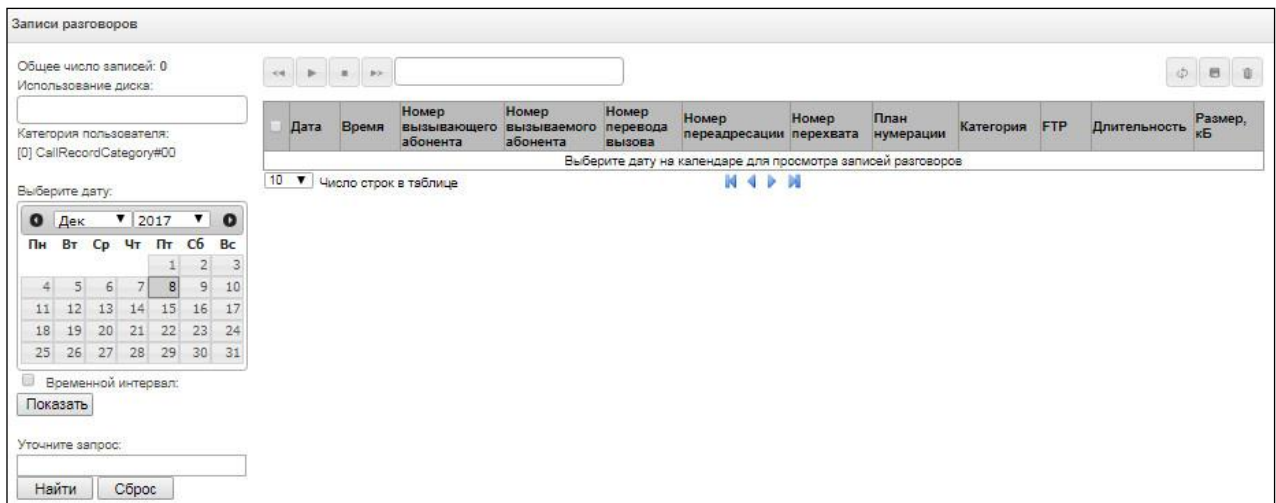 Записи разговоров
Общее число записей: 0
Использование диска:
Категория пользователя:
[0] CallRecordCategory#00
Выберите дату:
Дек 2017
Пн Вт Ср Чт Пт Сб Вс
1 2 3
4 5 6 7 8 9 10
11 12 13 14 15 16 17
18 19 20 21 22 23 24
25 26 27 28 29 30 31
Временной интервал:
Показать
Уточните запрос:
Найти Сброс
Дата Время Номер вызывающего абонента Номер вызываемого абонента Номер перевода вызова Номер переадресации Номер перехвата План нумерации Категория FTP Длительность Размер, кБ
Выберите дату на календаре для просмотра записей разговоров
10 Число строк в таблице